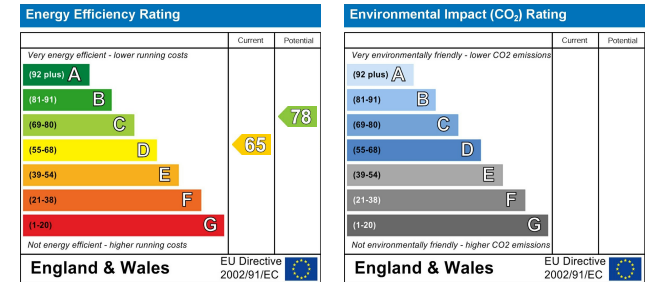 Energy Efficiency Rating
Current Potential
Very energy efficient - lower running costs
(92 plus) A
(81-91) B
(69-80) C
(55-68) D
(39-54) E
(21-38) F
(1-20) G
65
78
Not energy efficient - higher running costs
England & Wales
EU Directive
2002/91/EC
Environmental Impact (CO₂) Rating
Current Potential
Very environmentally friendly - lower CO2 emissions
(92 plus) A
(81-91) B
(69-80) C
(55-68) D
(39-54) E
(21-38) F
(1-20) G
Not environmentally friendly - higher CO2 emissions
England & Wales
EU Directive
2002/91/EC